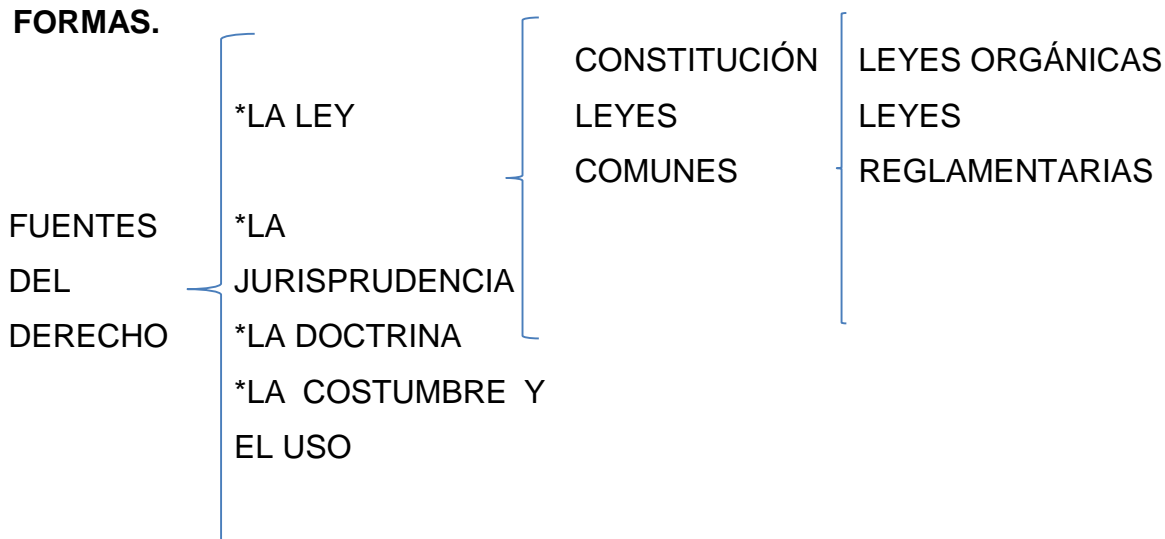 FORMAS.
FUENTES
DEL
DERECHO
*LA LEY
*LA
JURISPRUDENCIA
*LA DOCTRINA
*LA COSTUMBRE Y
EL USO
CONSTITUCIÓN
LEYES
COMUNES
LEYES ORGÁNICAS
LEYES
REGLAMENTARIAS